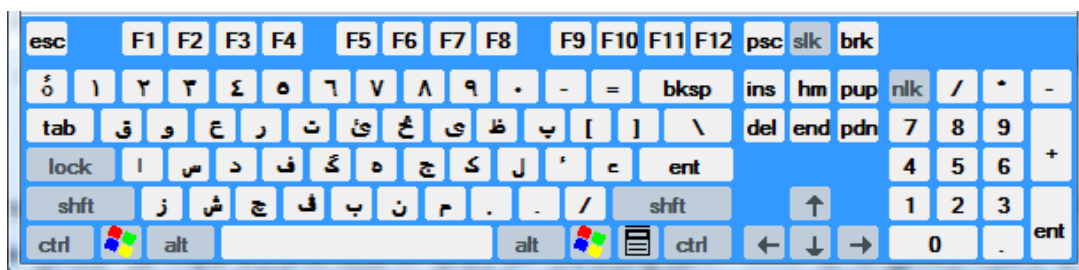 esc F1 F2 F3 F4 F5 F6 F7 F8 F9 F10 F11 F12 psc slk brk
١ ٢ ٣ ٤ ٥ ٦ ٧ ٨ ٩ ٠ - = bksp ins hm pup nlk / * -
tab ق و ع ر ت ئ ی پ [ ] \ del end pdn 7 8 9 +
lock ا س د ف گ ه ج ک ل ent 4 5 6
shft ز ش چ ڤ ب ن م . . / shft ↑ 1 2 3 ent
ctrl alt alt ctrl ← ↓ → 0 .